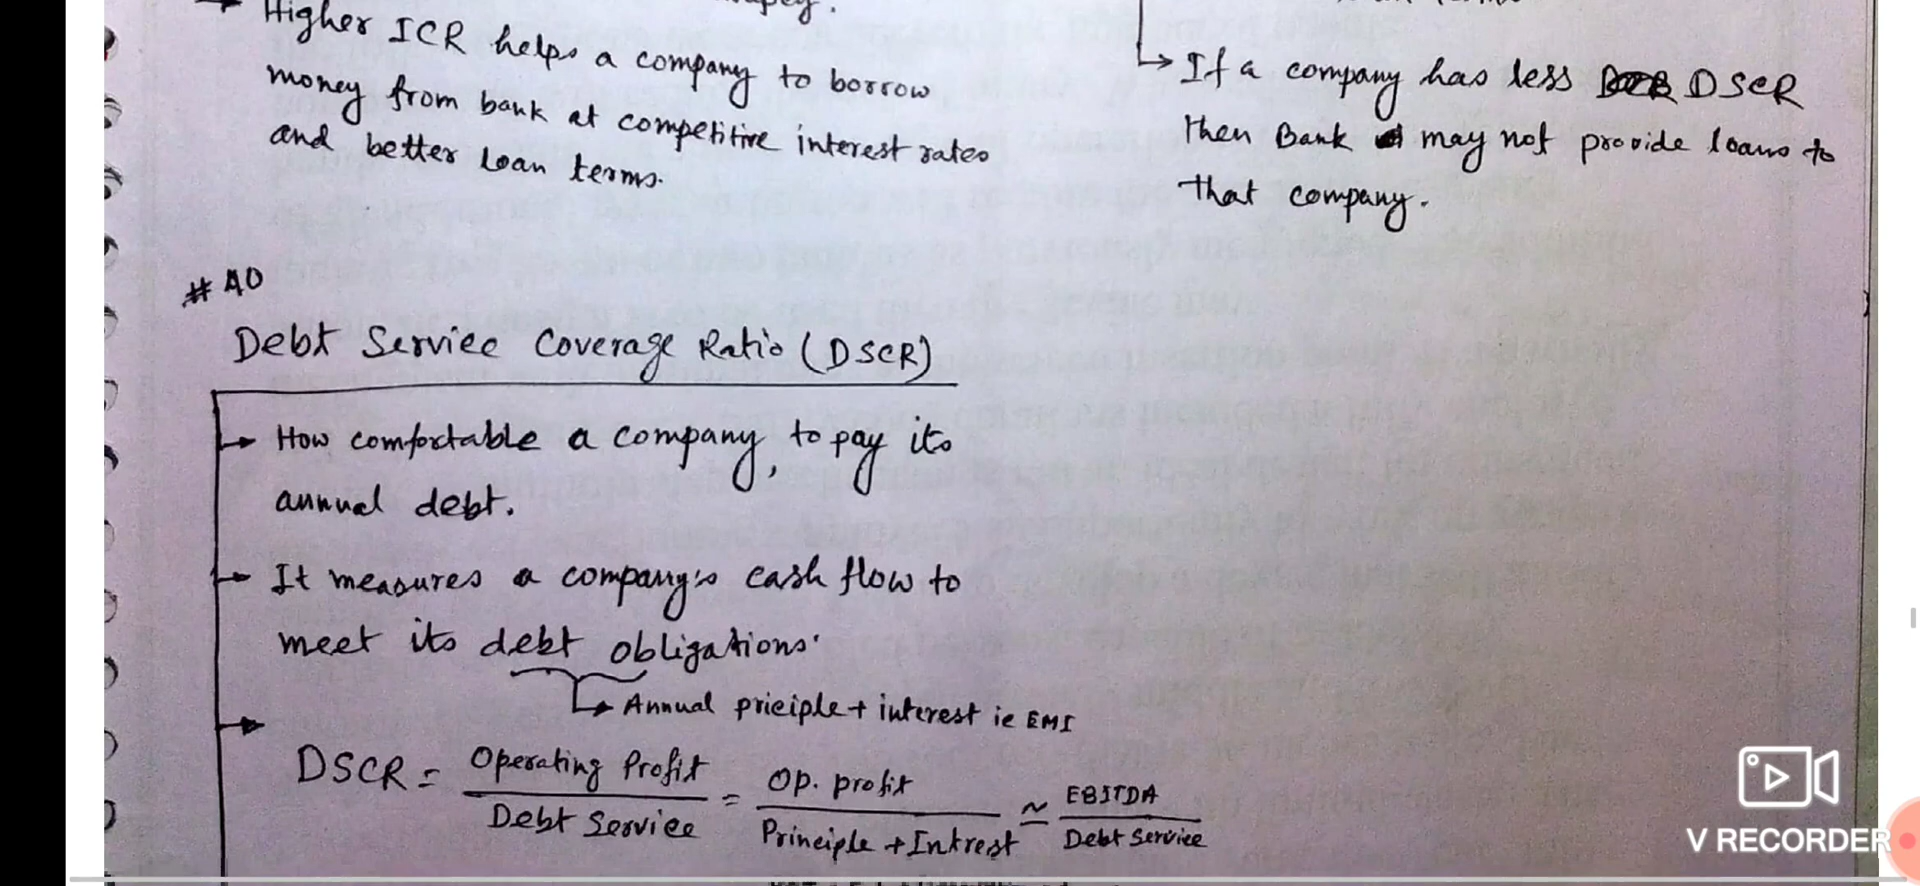 Higher ICR helps a company to borrow
money from bank at competitive interest rates
and better loan terms.
If a company has less DSCR
then Bank may not provide loans to
that company.
# 40
Debt Service Coverage Ratio (DSCR)
How comfortable a company, to pay its
annual debt.
It measures a company's cash flow to
meet its debt obligations.
Annual priciple + interest ie EMI
DSCR = Operating Profit / Debt Service = Op. profit / Principle + Intrest ≈ EBITDA / Debt Service
V RECORDER